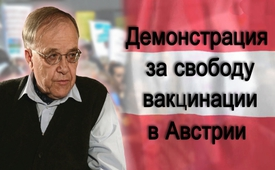 Демонстрация
за свободу
вакцинации
в Австрии